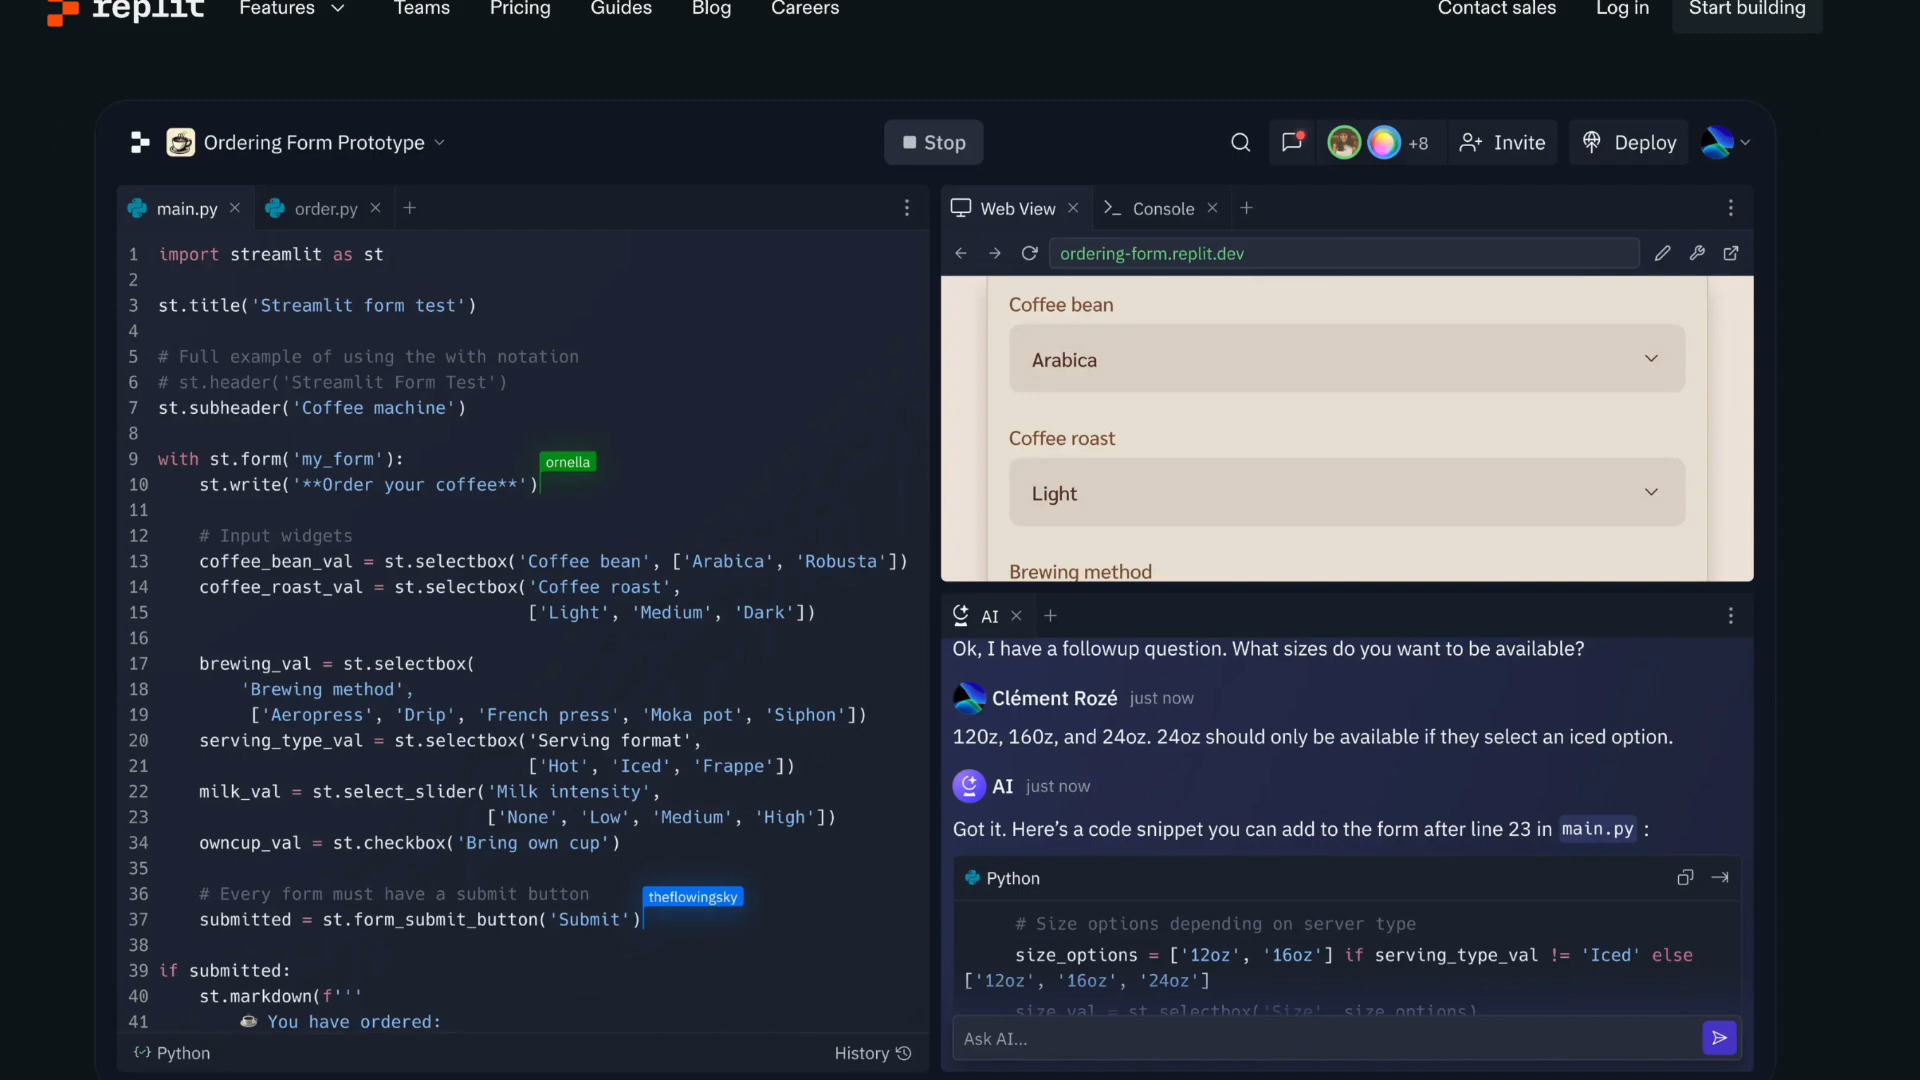 replit
Features
Teams
Pricing
Guides
Blog
Careers
Contact sales
Log in
Start building
Ordering Form Prototype
Stop
+8
Invite
Deploy
main.py
order.py
1 import streamlit as st
2
3 st.title('Streamlit form test')
4
5 # Full example of using the with notation
6 # st.header('Streamlit Form Test')
7 st.subheader('Coffee machine')
8
9 with st.form('my_form'):
ornella
10 st.write('**Order your coffee**')
11
12 # Input widgets
13 coffee_bean_val = st.selectbox('Coffee bean', ['Arabica', 'Robusta'])
14 coffee_roast_val = st.selectbox('Coffee roast',
15 ['Light', 'Medium', 'Dark'])
16
17 brewing_val = st.selectbox(
18 'Brewing method',
19 ['Aeropress', 'Drip', 'French press', 'Moka pot', 'Siphon'])
20 serving_type_val = st.selectbox('Serving format',
21 ['Hot', 'Iced', 'Frappe'])
22 milk_val = st.select_slider('Milk intensity',
23 ['None', 'Low', 'Medium', 'High'])
34 owncup_val = st.checkbox('Bring own cup')
35
36 # Every form must have a submit button
theflowingsky
37 submitted = st.form_submit_button('Submit')
38
39 if submitted:
40 st.markdown(f'''
41 You have ordered:
Python
History
Web View
Console
ordering-form.replit.dev
Coffee bean
Arabica
Coffee roast
Light
Brewing method
AI
Ok, I have a followup question. What sizes do you want to be available?
Clément Rozé just now
120z, 160z, and 24oz. 24oz should only be available if they select an iced option.
AI just now
Got it. Here's a code snippet you can add to the form after line 23 in main.py :
Python
# Size options depending on server type
size_options = ['12oz', '16oz'] if serving_type_val != 'Iced' else
['12oz', '16oz', '24oz']
size_val = st.selectbox('Size', size_options)
Ask AI...